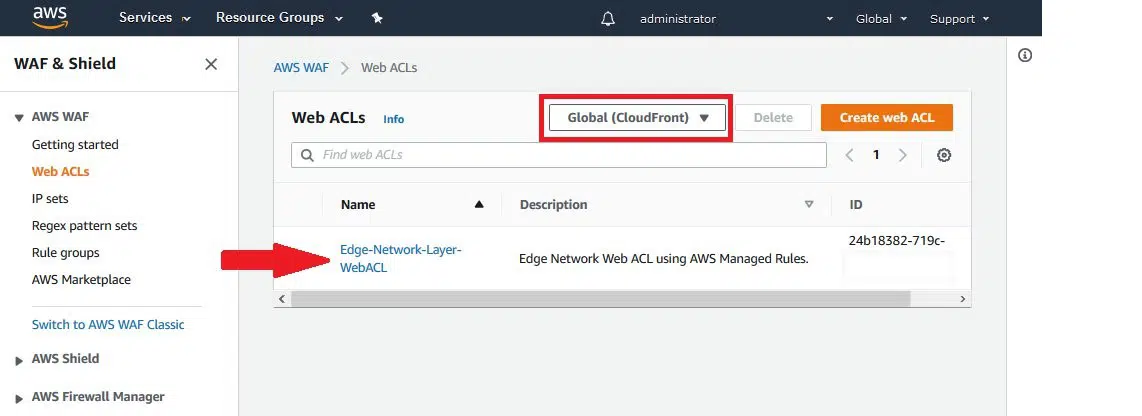 aws Services Resource Groups administrator Global Support
WAF & Shield
AWS WAF
Getting started
Web ACLs
IP sets
Regex pattern sets
Rule groups
AWS Marketplace
Switch to AWS WAF Classic
AWS Shield
AWS Firewall Manager
AWS WAF > Web ACLs
Web ACLs Info Global (CloudFront) Delete Create web ACL
Find web ACLs 1
Name Description ID
Edge-Network-Layer-
WebACL
Edge Network Web ACL using AWS Managed Rules.
24b18382-719c-